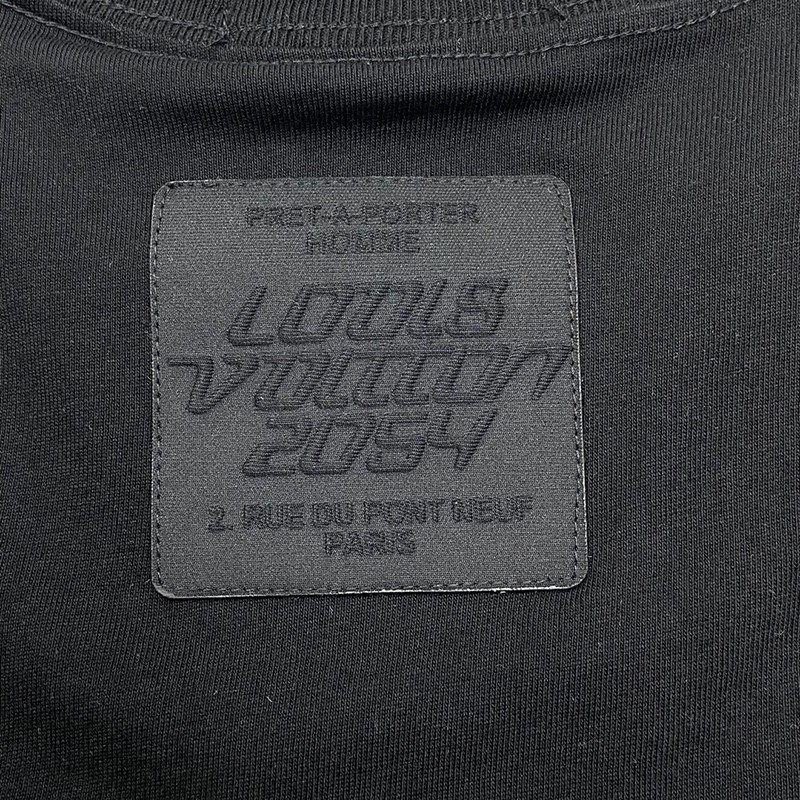 PRET-A-PORTER
HOMME
LOUIS
VUITTON
2054
2. RUE DU PONT NEUF
PARIS